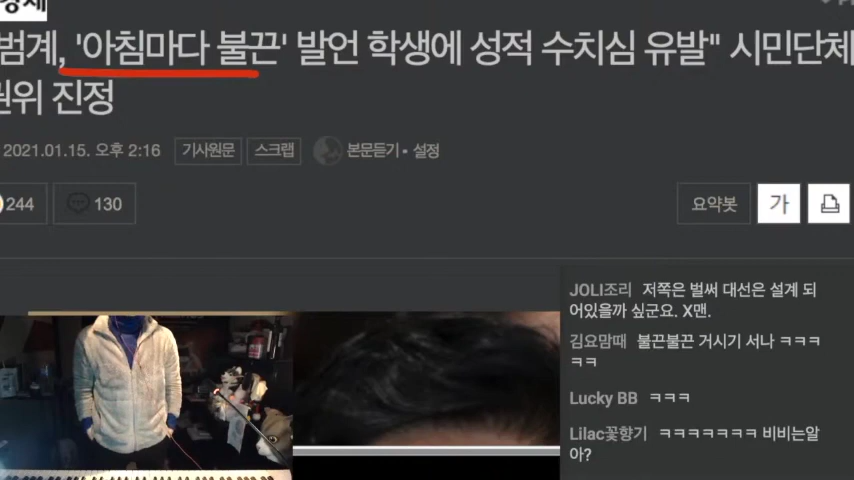 경제
범계, '아침마다 불끈' 발언 학생에 성적 수치심 유발" 시민단체
권위 진정
2021.01.15. 오후 2:16 기사원문 스크랩 본문듣기 • 설정
244 130 요약봇 가
JOLI조리 저쪽은 벌써 대선은 설계 되
어있을까 싶군요. X맨.
김요맘때 불끈불끈 거시기 서나 ㅋㅋㅋ
ㅋㅋ
Lucky BB ㅋㅋㅋ
Lilac꽃향기 ㅋㅋㅋㅋㅋㅋㅋ 비비는알
아?